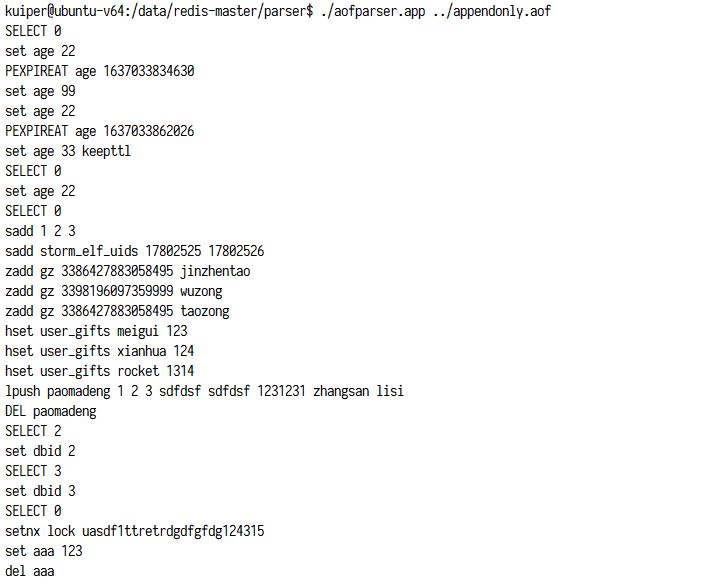 kuiper@ubuntu-v64:/data/redis-master/parser$ ./aofparser.app ../appendonly.aof
SELECT 0
set age 22
PEXPIREAT age 1637033834630
set age 99
set age 22
PEXPIREAT age 1637033862026
set age 33 keepttl
SELECT 0
set age 22
SELECT 0
sadd 1 2 3
sadd storm_elf_uids 17802525 17802526
zadd gz 3386427883058495 jinzhentao
zadd gz 3398196097359999 wuzong
zadd gz 3386427883058495 taozong
hset user_gifts meigui 123
hset user_gifts xianhua 124
hset user_gifts rocket 1314
lpush paomadeng 1 2 3 sdfdsf sdfdsf 1231231 zhangsan lisi
DEL paomadeng
SELECT 2
set dbid 2
SELECT 3
set dbid 3
SELECT 0
setnx lock uasdf1ttretrdgdfgfdg124315
set aaa 123
del aaa